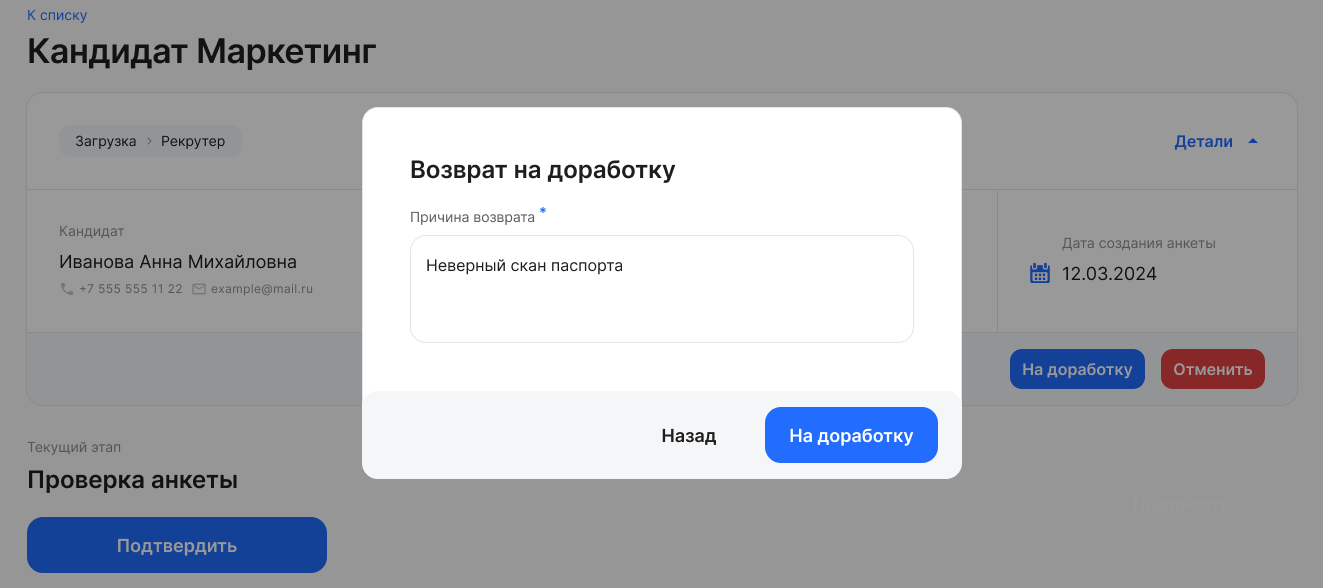 К списку
Кандидат Маркетинг
Загрузка > Рекрутер
Детали
Возврат на доработку
Причина возврата *
Неверный скан паспорта
Кандидат
Иванова Анна Михайловна
+7 555 555 11 22 example@mail.ru
Дата создания анкеты
12.03.2024
На доработку Отменить
Назад На доработку
Текущий этап
Проверка анкеты
Подтвердить